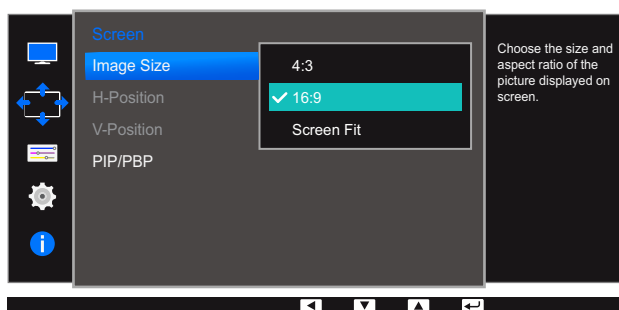 Screen
Image Size
H-Position
V-Position
PIP/PBP
4:3
16:9
Screen Fit
Choose the size and
aspect ratio of the
picture displayed on
screen.